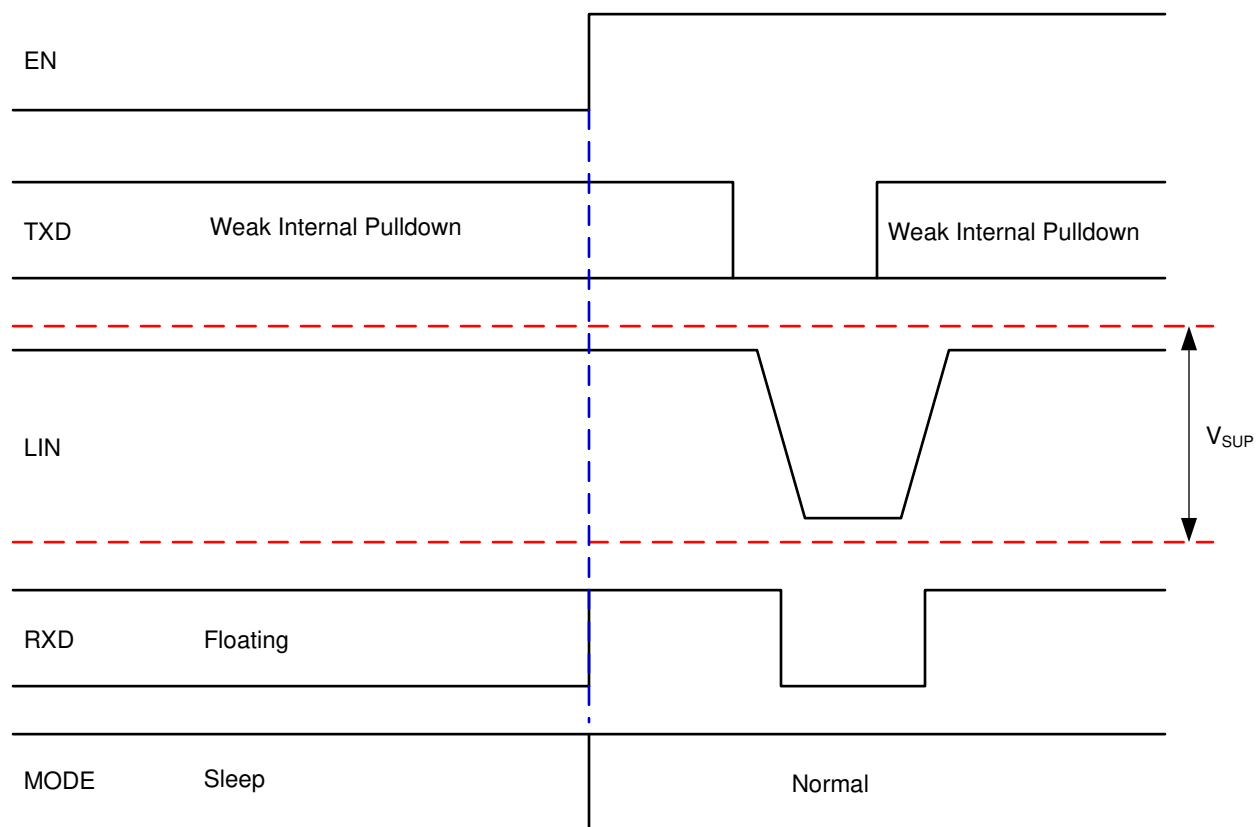 EN
TXD
Weak Internal Pulldown
Weak Internal Pulldown
LIN
VSUP
RXD
Floating
MODE
Sleep
Normal